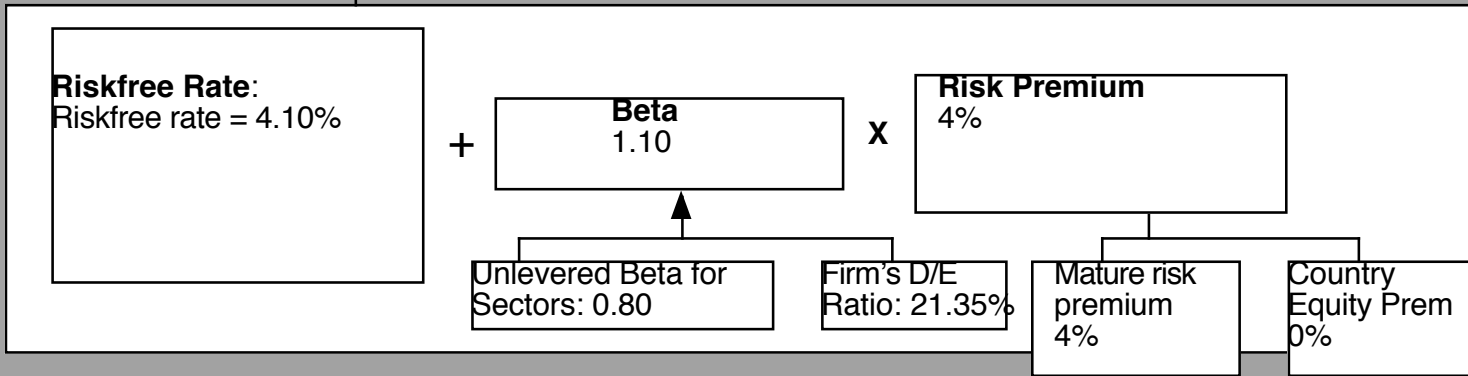 Riskfree Rate:
Riskfree rate = 4.10%
+
Beta
1.10
X
Risk Premium
4%
Unlevered Beta for
Sectors: 0.80
Firm’s D/E
Ratio: 21.35%
Mature risk
premium
4%
Country
Equity Prem
0%